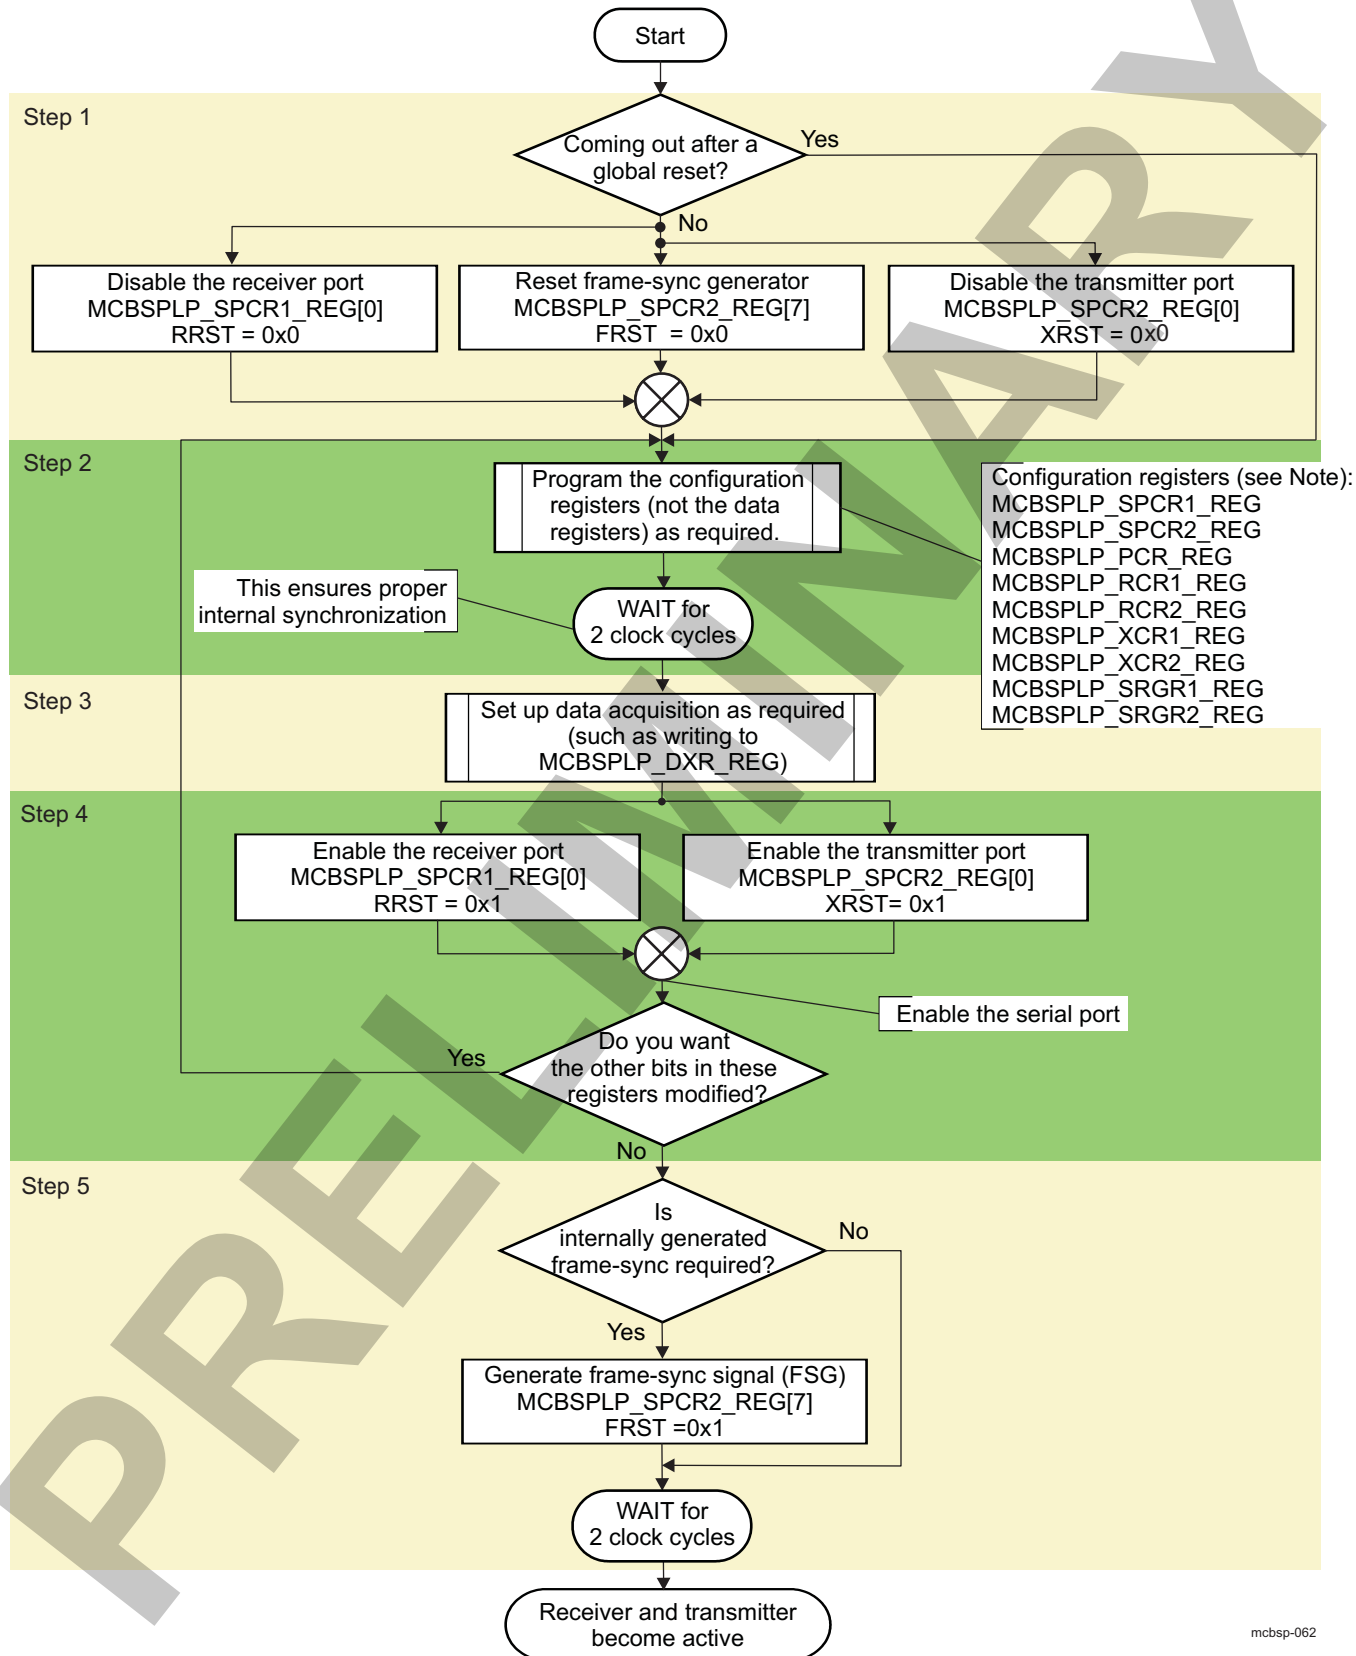 Start
Step 1
Coming out after a
global reset?
Yes
No
Disable the receiver port
MCBSPLP_SPCR1_REG[0]
RRST = 0x0
Reset frame-sync generator
MCBSPLP_SPCR2_REG[7]
FRST = 0x0
Disable the transmitter port
MCBSPLP_SPCR2_REG[0]
XRST = 0x0
Step 2
Program the configuration
registers (not the data
registers) as required.
Configuration registers (see Note):
MCBSPLP_SPCR1_REG
MCBSPLP_SPCR2_REG
MCBSPLP_PCR_REG
MCBSPLP_RCR1_REG
MCBSPLP_RCR2_REG
MCBSPLP_XCR1_REG
MCBSPLP_XCR2_REG
MCBSPLP_SRGR1_REG
MCBSPLP_SRGR2_REG
This ensures proper
internal synchronization
WAIT for
2 clock cycles
Step 3
Set up data acquisition as required
(such as writing to
MCBSPLP_DXR_REG)
Step 4
Enable the receiver port
MCBSPLP_SPCR1_REG[0]
RRST = 0x1
Enable the transmitter port
MCBSPLP_SPCR2_REG[0]
XRST= 0x1
Enable the serial port
Do you want
the other bits in these
registers modified?
Yes
No
Step 5
Is
internally generated
frame-sync required?
No
Yes
Generate frame-sync signal (FSG)
MCBSPLP_SPCR2_REG[7]
FRST =0x1
WAIT for
2 clock cycles
Receiver and transmitter
become active
mcbsp-062
PRELIMINARY